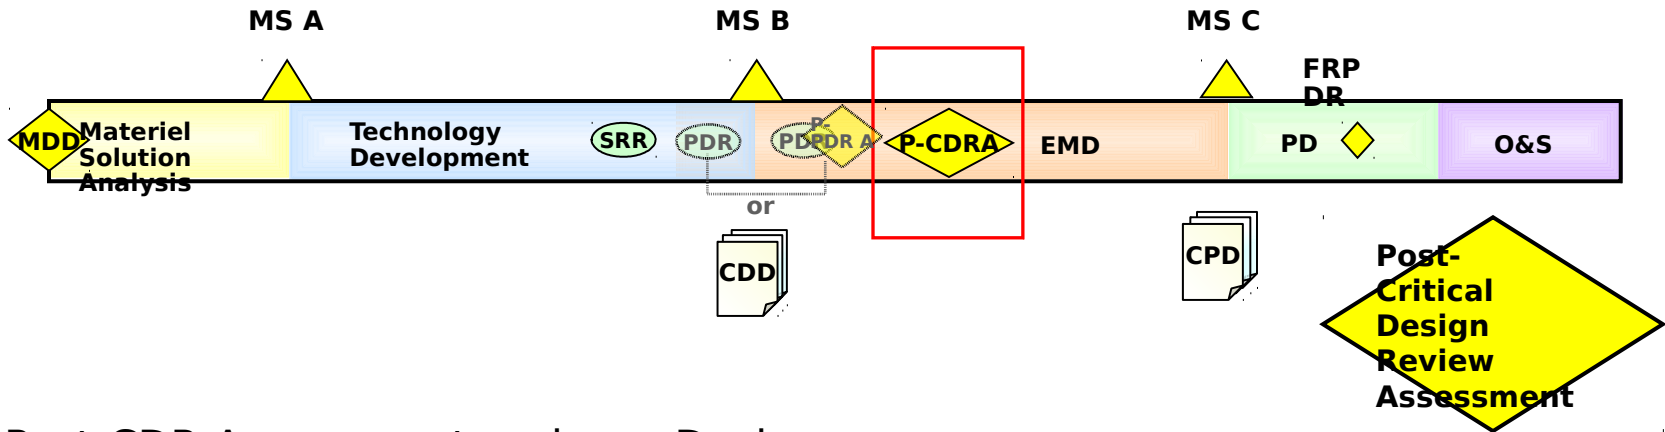 MS A
MS B
MS C
FRP
DR
MDD
Materiel
Solution
Analysis
Technology
Development
SRR
PDR
PDR
P-
PDR A
P-CDRA
EMD
PD
O&S
or
CDD
CPD
Post-
Critical
Design
Review
Assessment